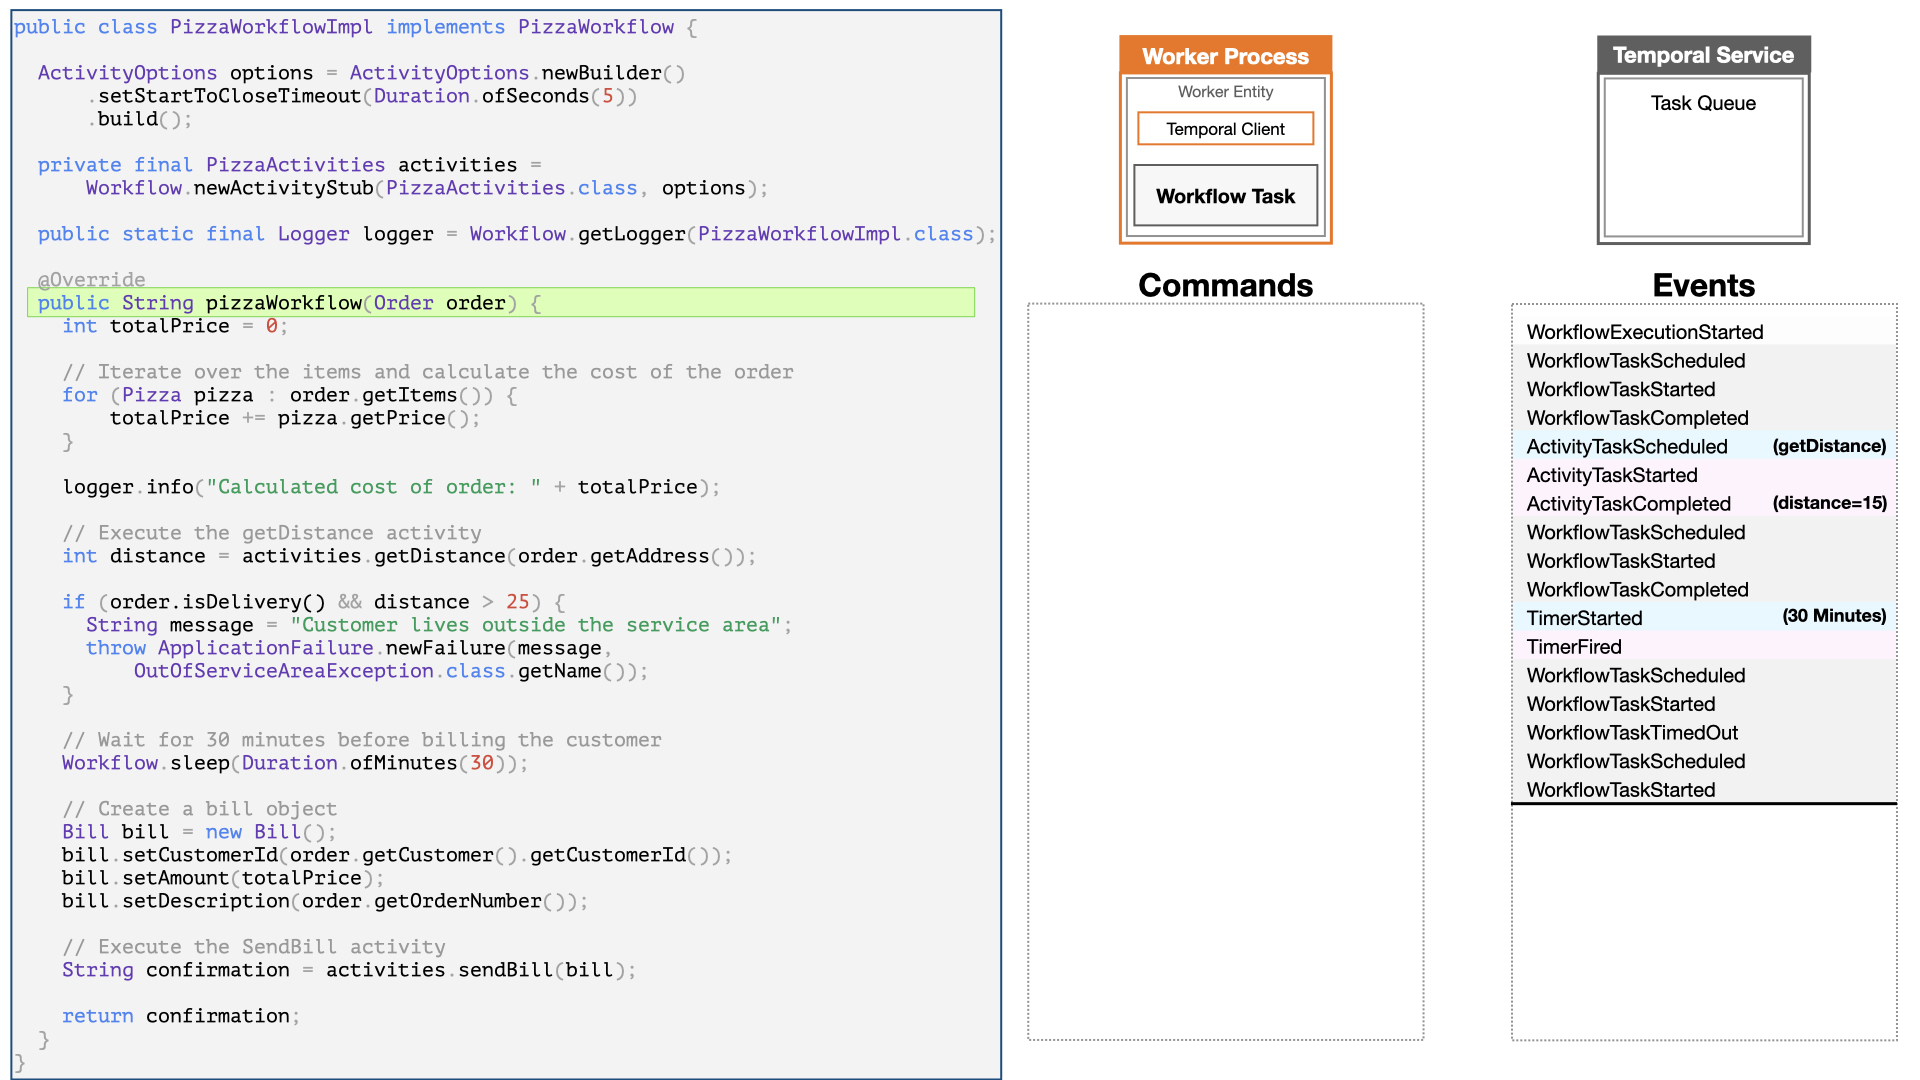 public class PizzaWorkflowImpl implements PizzaWorkflow {
ActivityOptions options = ActivityOptions.newBuilder()
.setStartToCloseTimeout(Duration.ofSeconds(5))
.build();
private final PizzaActivities activities =
Workflow.newActivityStub(PizzaActivities.class, options);
public static final Logger logger = Workflow.getLogger(PizzaWorkflowImpl.class);
@Override
public String pizzaWorkflow(Order order) {
int totalPrice = 0;
// Iterate over the items and calculate the cost of the order
for (Pizza pizza : order.getItems()) {
totalPrice += pizza.getPrice();
}
logger.info("Calculated cost of order: " + totalPrice);
// Execute the getDistance activity
int distance = activities.getDistance(order.getAddress());
if (order.isDelivery() && distance > 25) {
String message = "Customer lives outside the service area";
throw ApplicationFailure.newFailure(message,
OutOfServiceAreaException.class.getName());
}
// Wait for 30 minutes before billing the customer
Workflow.sleep(Duration.ofMinutes(30));
// Create a bill object
Bill bill = new Bill();
bill.setCustomerId(order.getCustomer().getCustomerId());
bill.setAmount(totalPrice);
bill.setDescription(order.getOrderNumber());
// Execute the SendBill activity
String confirmation = activities.sendBill(bill);
return confirmation;
}
}
Worker Process
Worker Entity
Temporal Client
Workflow Task
Commands
Temporal Service
Task Queue
Events
WorkflowExecutionStarted
WorkflowTaskScheduled
WorkflowTaskStarted
WorkflowTaskCompleted
ActivityTaskScheduled (getDistance)
ActivityTaskStarted
ActivityTaskCompleted (distance=15)
WorkflowTaskScheduled
WorkflowTaskStarted
WorkflowTaskCompleted
TimerStarted (30 Minutes)
TimerFired
WorkflowTaskScheduled
WorkflowTaskStarted
WorkflowTaskTimedOut
WorkflowTaskScheduled
WorkflowTaskStarted